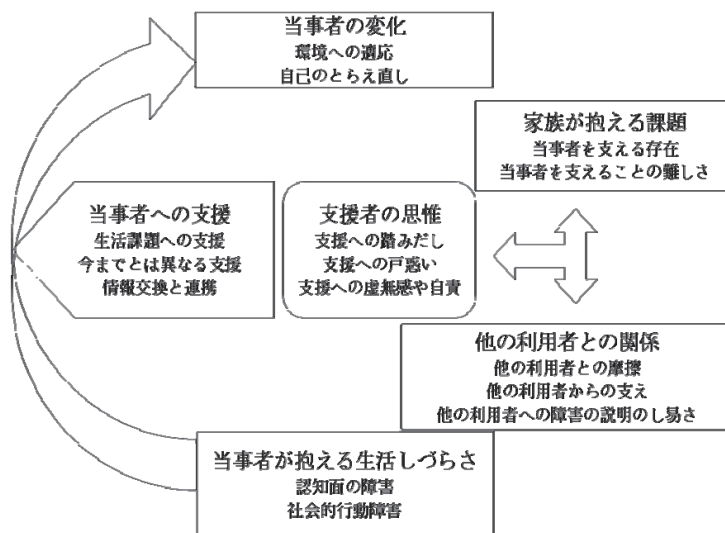 当事者の変化
環境への適応
自己のとらえ直し
家族が抱える課題
当事者を支える存在
当事者を支えることの難しさ
当事者への支援
生活課題への支援
今までとは異なる支援
情報交換と連携
支援者の思惟
支援への踏みだし
支援への戸惑い
支援への虚無感や自責
他の利用者との関係
他の利用者との摩擦
他の利用者からの支え
他の利用者への障害の説明のし易さ
当事者が抱える生活しづらさ
認知面の障害
社会的行動障害